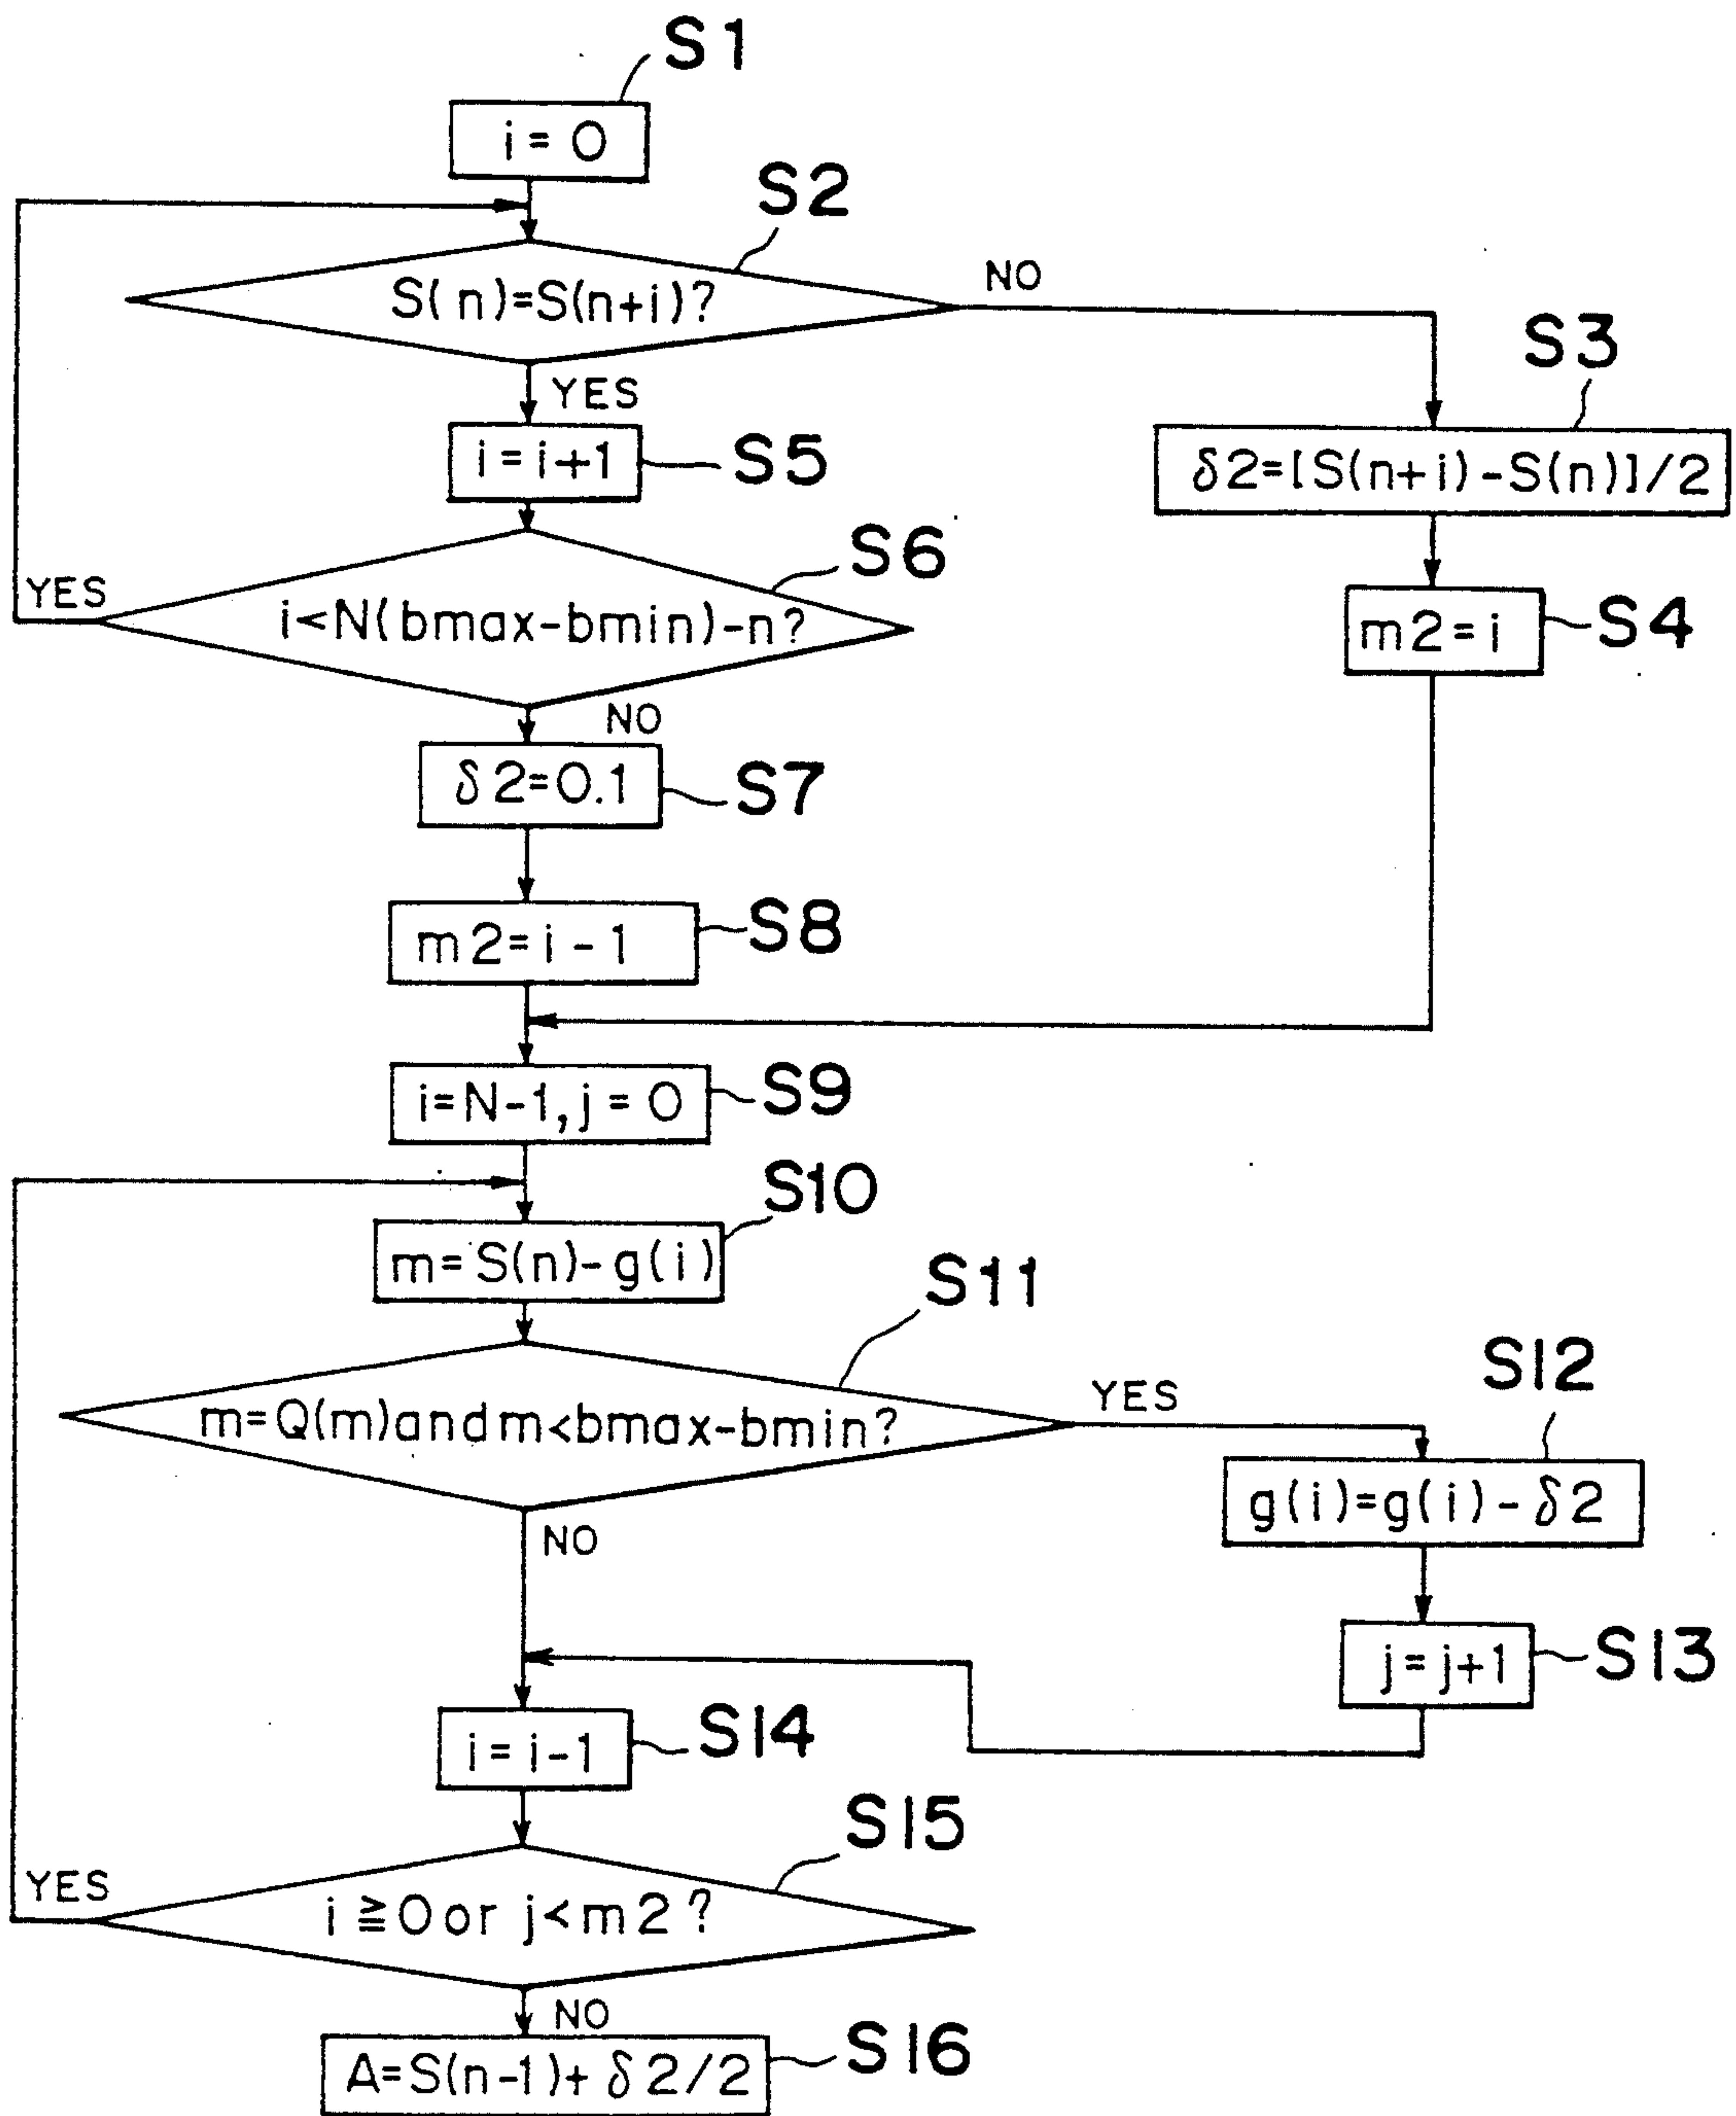 S1
i = 0
S2
S(n)=S(n+i)?
NO
YES
S3
δ2=[S(n+i)-S(n)]/2
i = i+1
S5
S6
i<N(bmax-bmin)-n?
YES
m2=i
S4
NO
δ2=0.1
S7
m2=i-1
S8
i=N-1,j=0
S9
S10
m=S(n)-g(i)
S11
m=Q(m)and m<bmax-bmin?
YES
S12
g(i)=g(i)-δ2
NO
j=j+1
S13
i=i-1
S14
S15
YES
i≧0 or j<m2?
NO
A=S(n-1)+δ2/2
S16